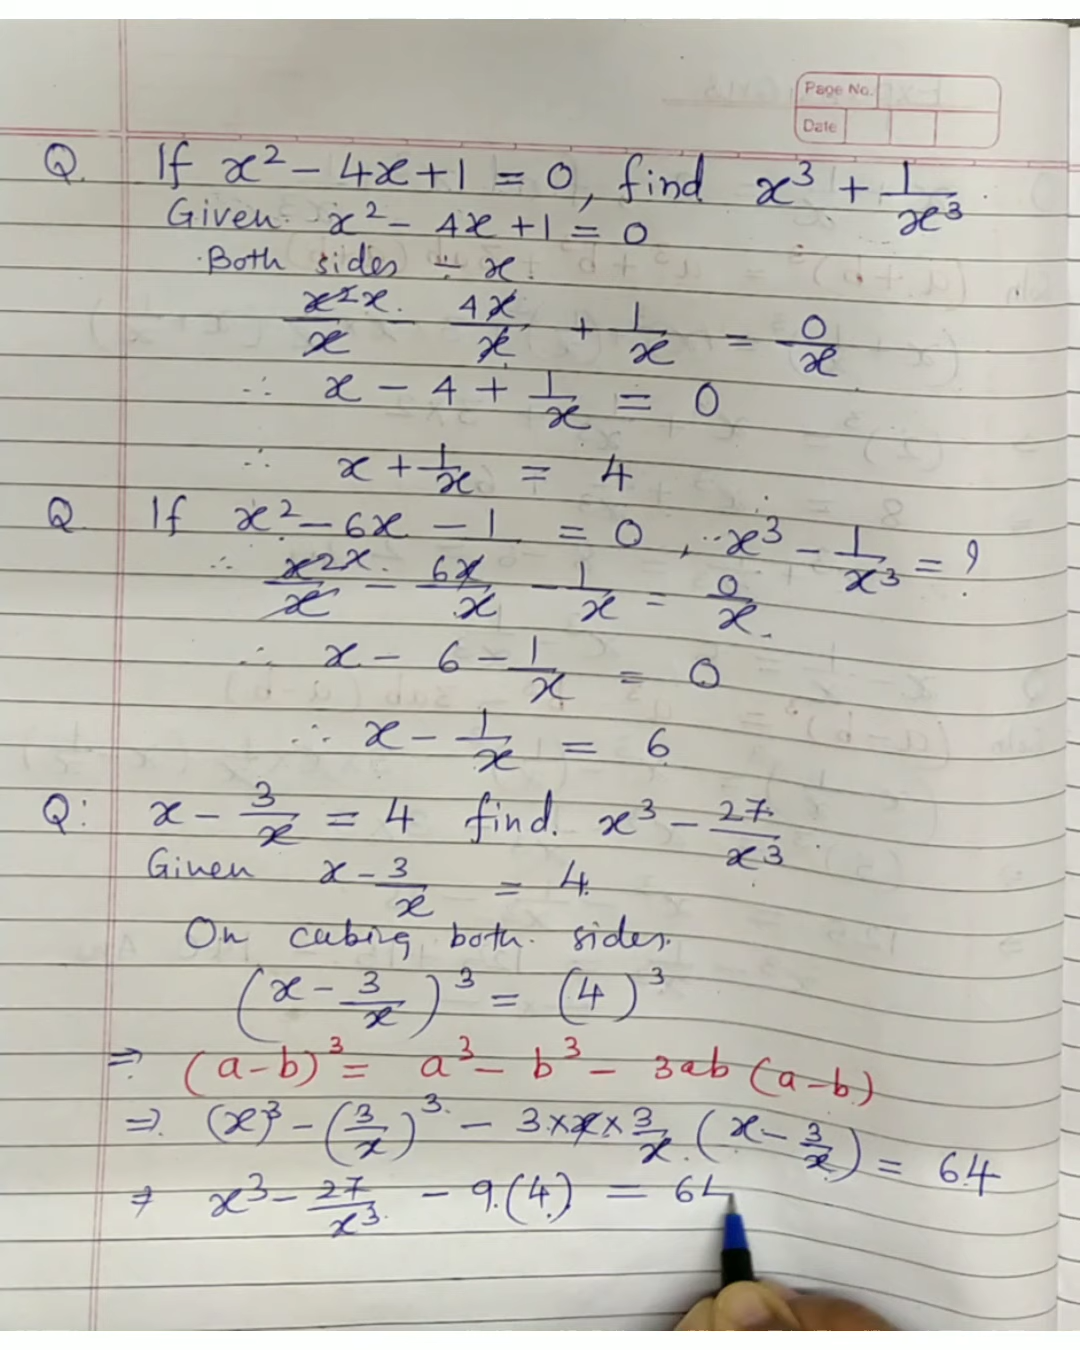 Page No.
Date
Q. If x² - 4x + 1 = 0, find x³ + 1/x³.
Given: x² - 4x + 1 = 0
Both sides ÷ x.
x² x/x - 4x/x + 1/x = 0/x
∴ x - 4 + 1/x = 0
∴ x + 1/x = 4
Q. If x² - 6x - 1 = 0, x³ - 1/x³ = ?
∴ x² x/x - 6x/x - 1/x = 0/x.
∴ x - 6 - 1/x = 0
∴ x - 1/x = 6
Q: x - 3/x = 4 find. x³ - 27/x³
Given x - 3/x = 4.
On cubing both sides.
(x - 3/x)³ = (4)³
⇒ (a-b)³ = a³ - b³ - 3ab (a-b)
⇒ (x)³ - (3/x)³ - 3 × x × 3/x . (x - 3/x) = 64
⇒ x³ - 27/x³ - 9.(4) = 64